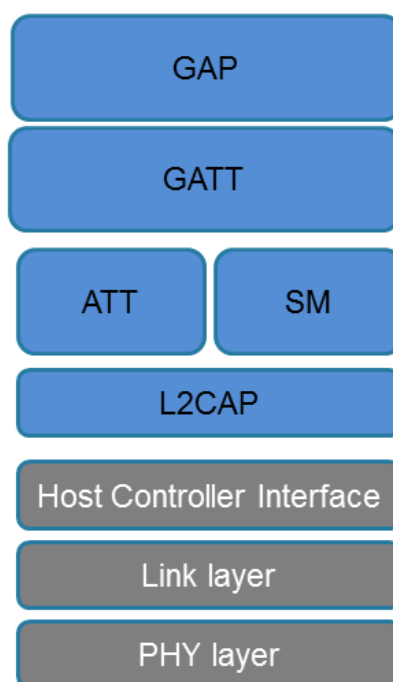 GAP
GATT
ATT
SM
L2CAP
Host Controller Interface
Link layer
PHY layer